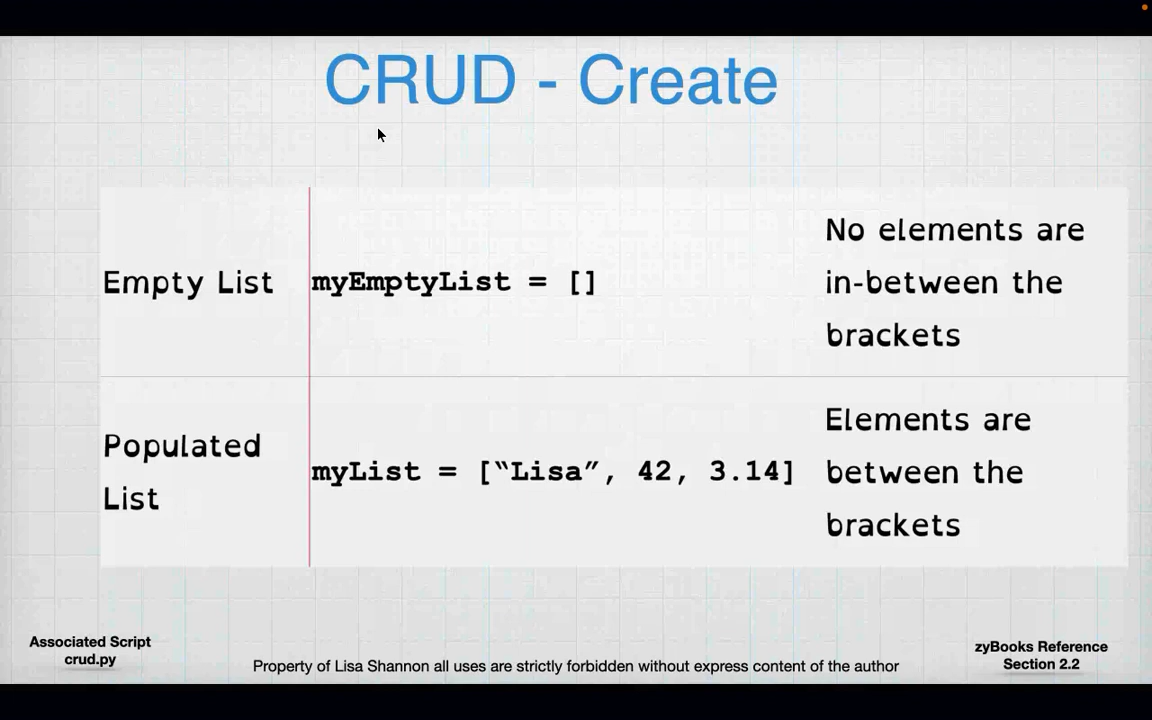 CRUD - Create
Empty List
myEmptyList = []
No elements are
in-between the
brackets
Populated
List
myList = [“Lisa”, 42, 3.14]
Elements are
between the
brackets
Associated Script
crud.py
Property of Lisa Shannon all uses are strictly forbidden without express content of the author
zyBooks Reference
Section 2.2